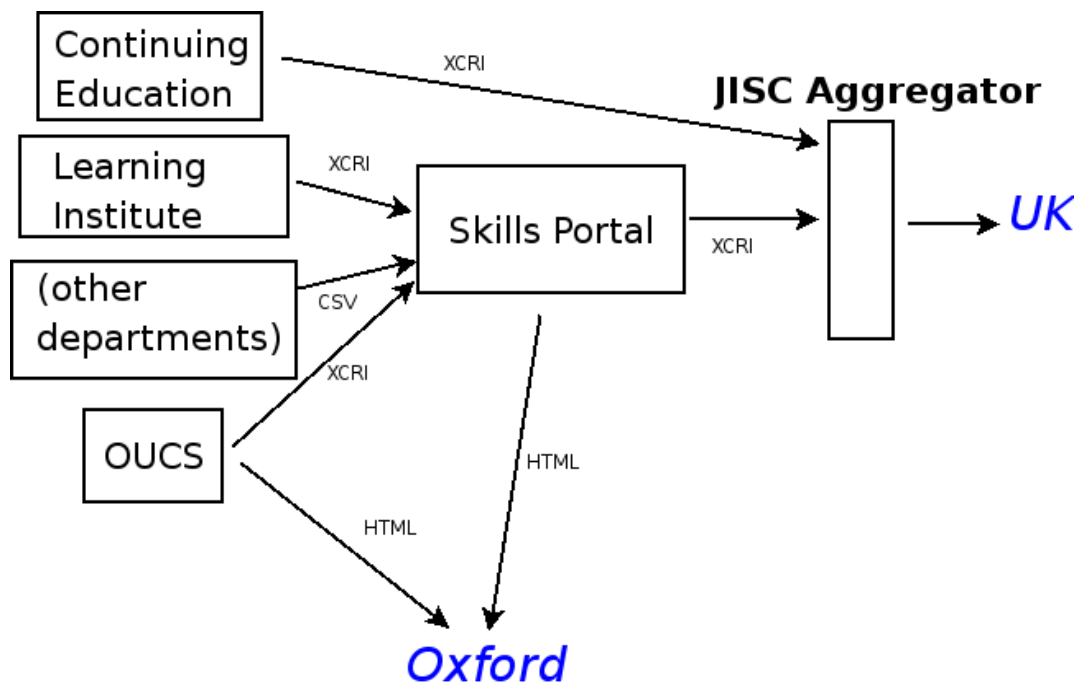 Continuing
Education
XCRI
JISC Aggregator
Learning
Institute
XCRI
Skills Portal
XCRI
UK
(other
departments)
CSV
XCRI
OUCS
HTML
HTML
Oxford